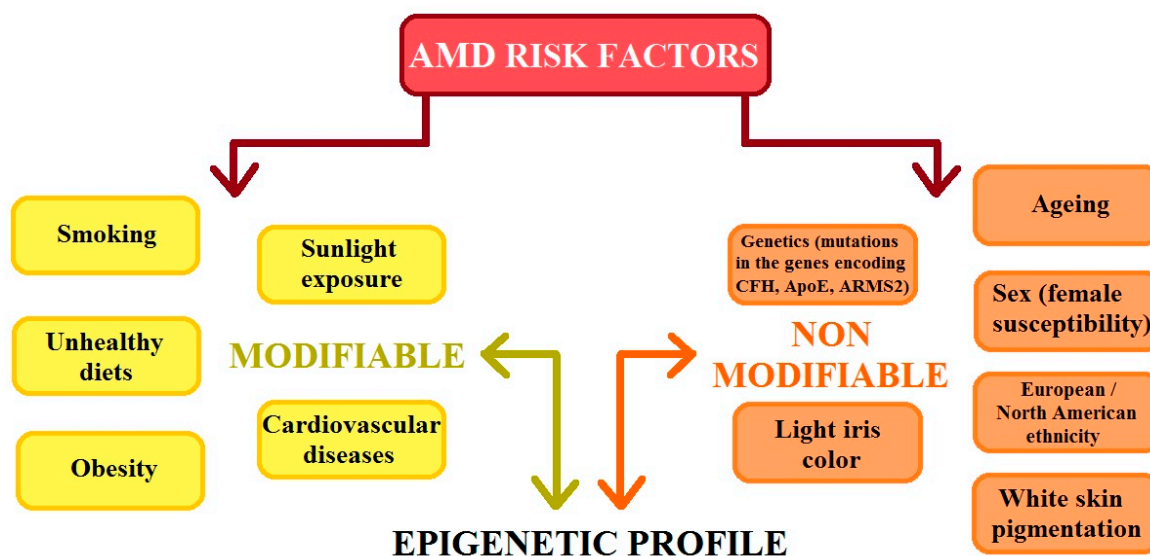 AMD RISK FACTORS
Smoking
Sunlight
exposure
Unhealthy
diets
MODIFIABLE
Cardiovascular
diseases
Obesity
Genetics (mutations
in the genes encoding
CFH, ApoE, ARMS2)
Ageing
Sex (female
susceptibility)
NON
MODIFIABLE
European /
North American
ethnicity
Light iris
color
White skin
pigmentation
EPIGENETIC PROFILE